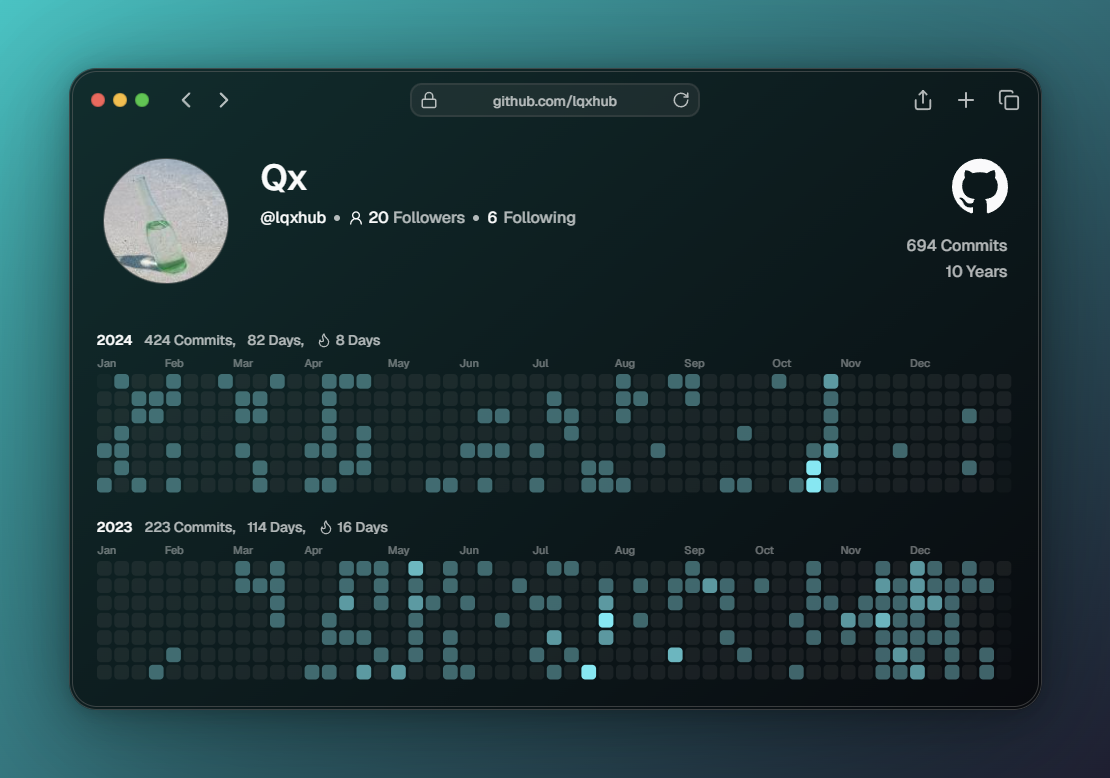 github.com/lqxhub
Qx
@lqxhub • 20 Followers • 6 Following
694 Commits
10 Years
2024 424 Commits, 82 Days, 8 Days
Jan Feb Mar Apr May Jun Jul Aug Sep Oct Nov Dec
2023 223 Commits, 114 Days, 16 Days
Jan Feb Mar Apr May Jun Jul Aug Sep Oct Nov Dec